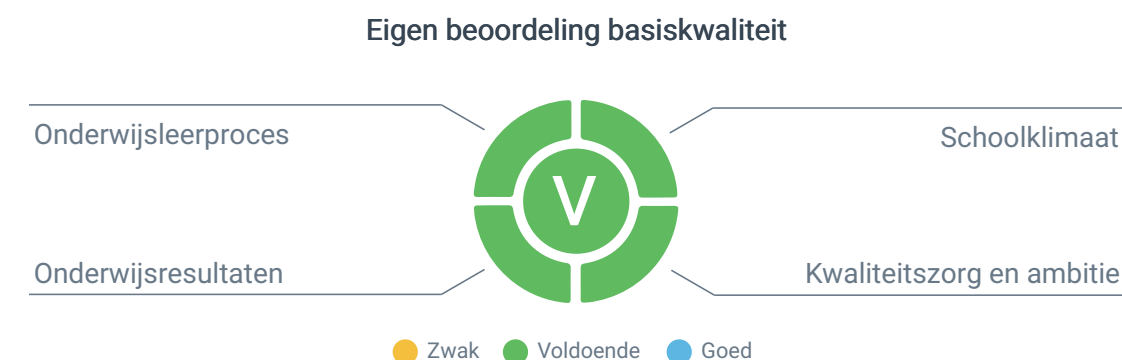 Eigen beoordeling basiskwaliteit
Onderwijsleerproces
Schoolklimaat
V
Onderwijsresultaten
Kwaliteitszorg en ambitie
Zwak Voldoende Goed